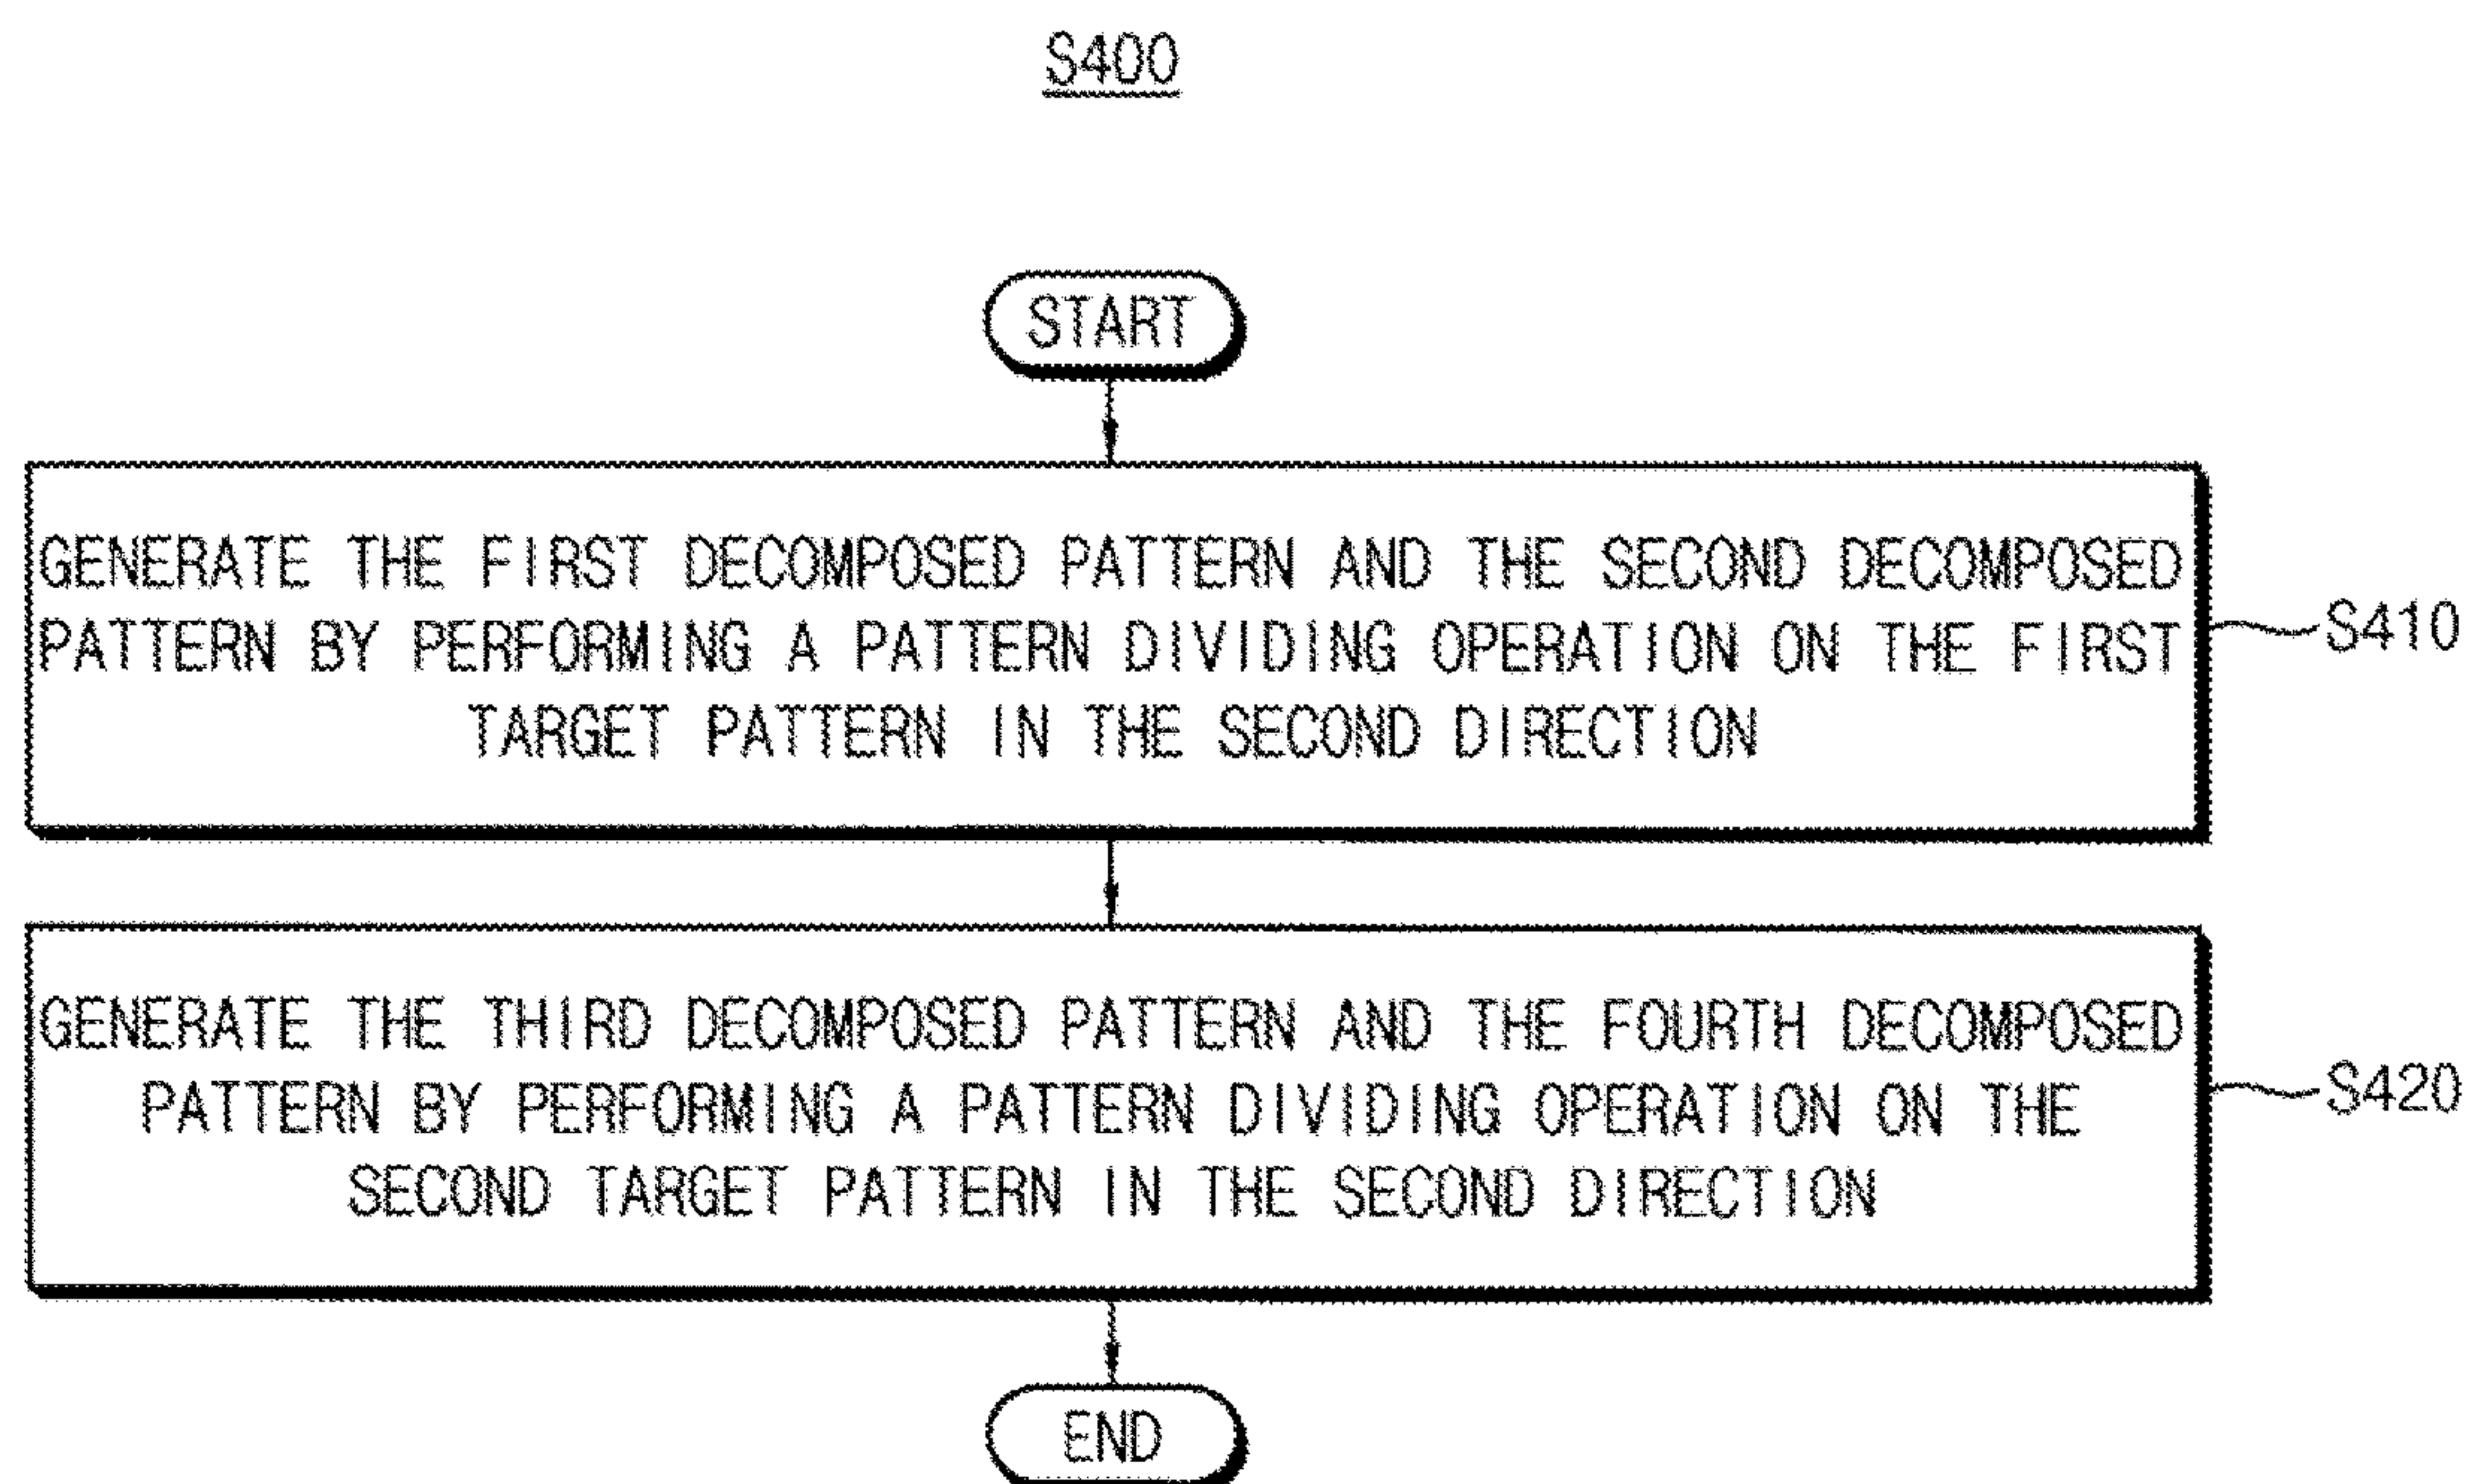 S400
START
GENERATE THE FIRST DECOMPOSED PATTERN AND THE SECOND DECOMPOSED
PATTERN BY PERFORMING A PATTERN DIVIDING OPERATION ON THE FIRST
TARGET PATTERN IN THE SECOND DIRECTION
S410
GENERATE THE THIRD DECOMPOSED PATTERN AND THE FOURTH DECOMPOSED
PATTERN BY PERFORMING A PATTERN DIVIDING OPERATION ON THE
SECOND TARGET PATTERN IN THE SECOND DIRECTION
S420
END